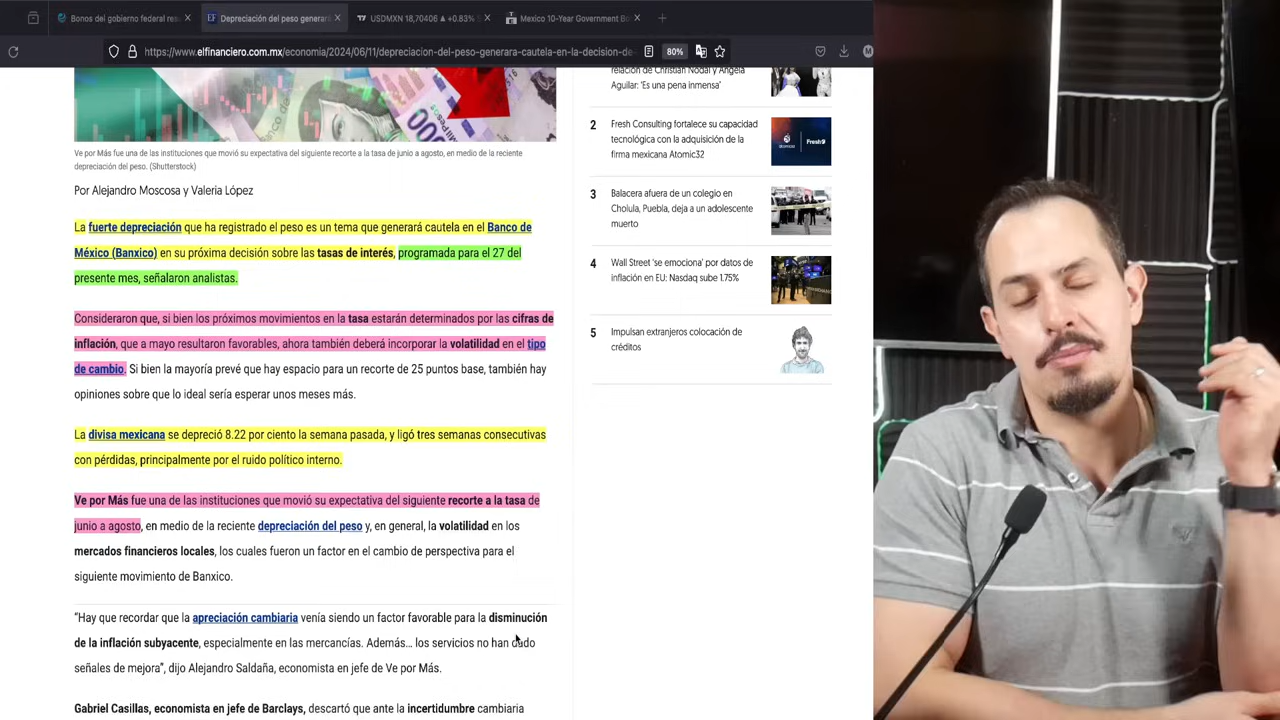 Bonos del gobierno federal res
Depreciación del peso generar
USDMXN 18,70406 ▲ +0.83%
Mexico 10-Year Government B
https://www.elfinanciero.com.mx/economia/2024/06/11/depreciacion-del-peso-generara-cautela-en-la-decision-de-
80%
relación de Christian Nodal y Ángela
Aguilar: 'Es una pena inmensa'
2
Fresh Consulting fortalece su capacidad
tecnológica con la adquisición de la
firma mexicana Atomic32
3
Balacera afuera de un colegio en
Cholula, Puebla, deja a un adolescente
muerto
4
Wall Street 'se emociona' por datos de
inflación en EU: Nasdaq sube 1.75%
5
Impulsan extranjeros colocación de
créditos
Ve por Más fue una de las instituciones que movió su expectativa del siguiente recorte a la tasa de junio a agosto, en medio de la reciente
depreciación del peso. (Shutterstock)
Por Alejandro Moscosa y Valeria López
La fuerte depreciación que ha registrado el peso es un tema que generará cautela en el Banco de
México (Banxico) en su próxima decisión sobre las tasas de interés, programada para el 27 del
presente mes, señalaron analistas.
Consideraron que, si bien los próximos movimientos en la tasa estarán determinados por las cifras de
inflación, que a mayo resultaron favorables, ahora también deberá incorporar la volatilidad en el tipo
de cambio. Si bien la mayoría prevé que hay espacio para un recorte de 25 puntos base, también hay
opiniones sobre que lo ideal sería esperar unos meses más.
La divisa mexicana se depreció 8.22 por ciento la semana pasada, y ligó tres semanas consecutivas
con pérdidas, principalmente por el ruido político interno.
Ve por Más fue una de las instituciones que movió su expectativa del siguiente recorte a la tasa de
junio a agosto, en medio de la reciente depreciación del peso y, en general, la volatilidad en los
mercados financieros locales, los cuales fueron un factor en el cambio de perspectiva para el
siguiente movimiento de Banxico.
“Hay que recordar que la apreciación cambiaria venía siendo un factor favorable para la disminución
de la inflación subyacente, especialmente en las mercancías. Además… los servicios no han dado
señales de mejora”, dijo Alejandro Saldaña, economista en jefe de Ve por Más.
Gabriel Casillas, economista en jefe de Barclays, descartó que ante la incertidumbre cambiaria